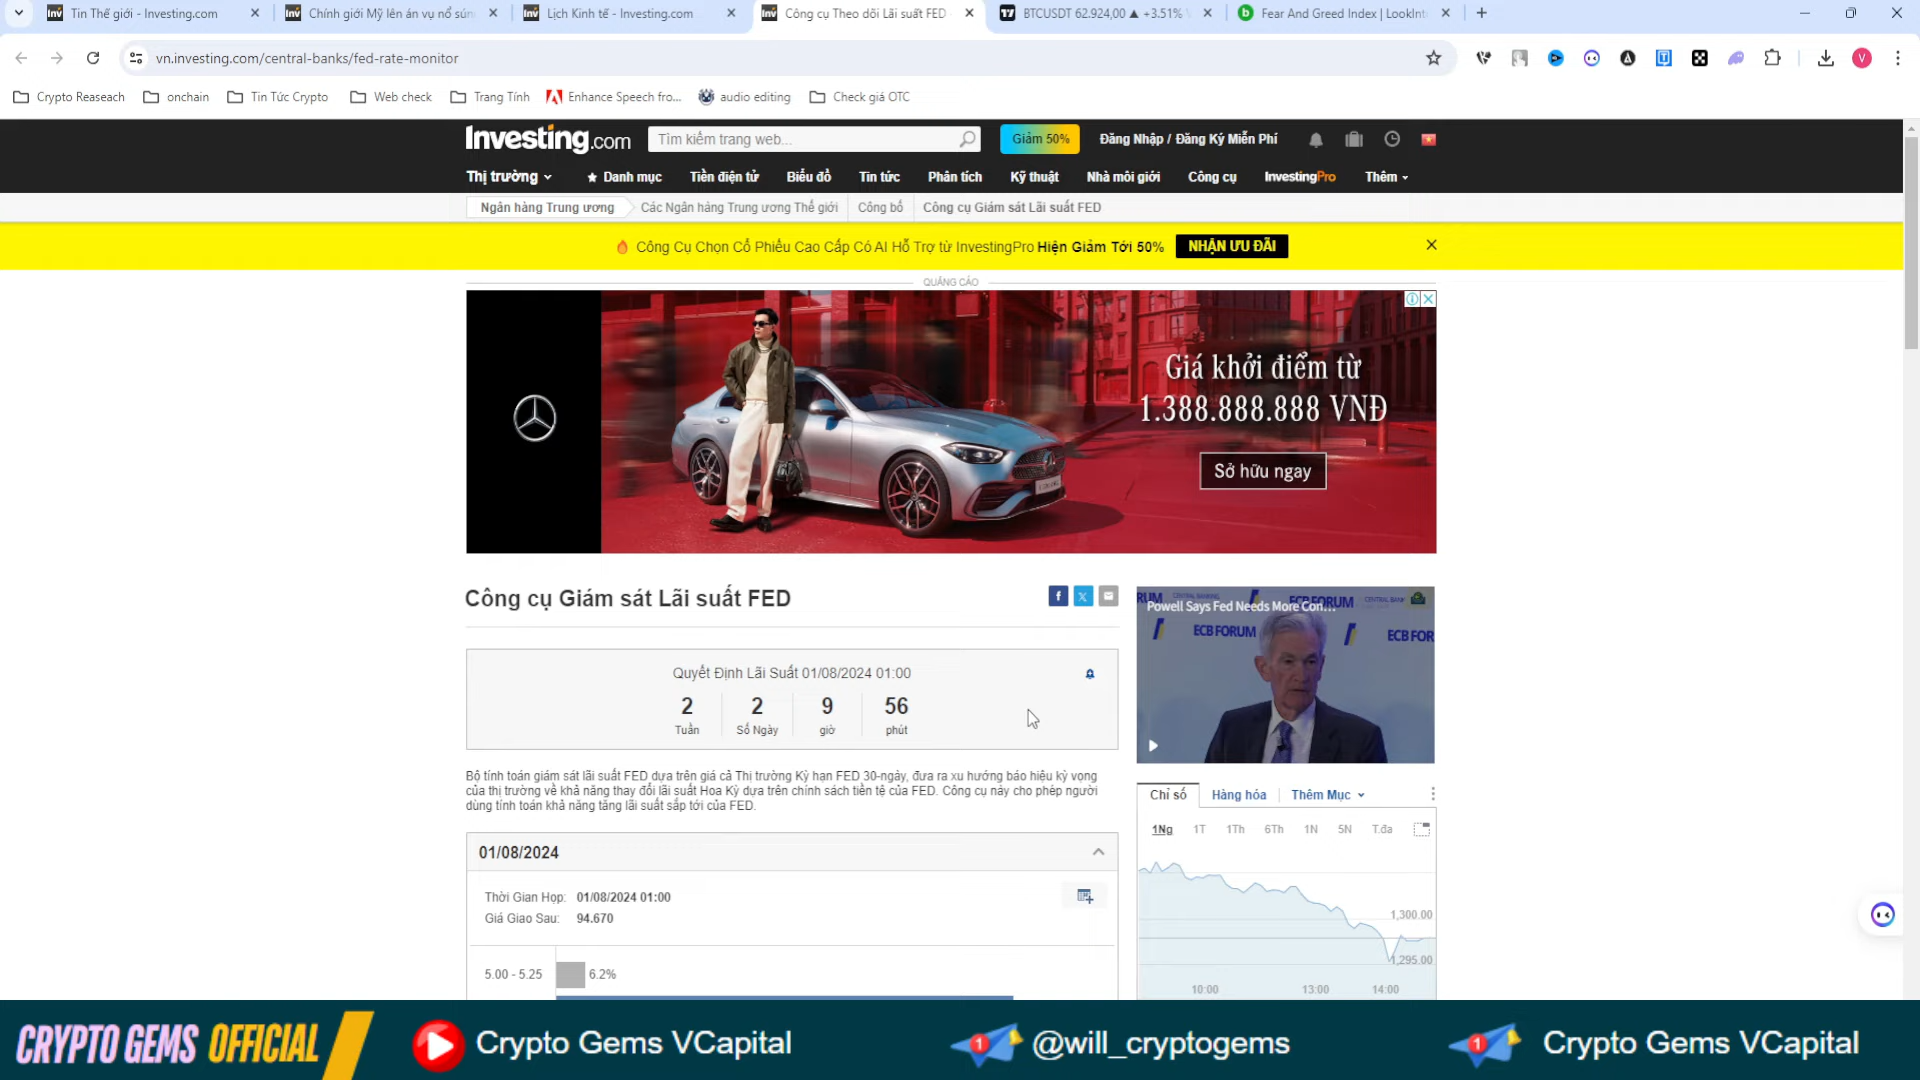 Tin Thế giới - Investing.com
Chính giới Mỹ lên án vụ nổ sún
Lịch Kinh tế - Investing.com
Công cụ Theo dõi Lãi suất FED
BTCUSDT 62.924,00 ▲ +3.51%
Fear And Greed Index | LookInt
vn.investing.com/central-banks/fed-rate-monitor
V
Crypto Reaseach
onchain
Tin Tức Crypto
Web check
Trang Tính
Enhance Speech fro...
audio editing
Check giá OTC
Investing.com
Tìm kiếm trang web...
Giảm 50%
Đăng Nhập / Đăng Ký Miễn Phí
Thị trường
Danh mục
Tiền điện tử
Biểu đồ
Tin tức
Phân tích
Kỹ thuật
Nhà môi giới
Công cụ
InvestingPro
Thêm
Ngân hàng Trung ương
Các Ngân hàng Trung ương Thế giới
Công bố
Công cụ Giám sát Lãi suất FED
Công Cụ Chọn Cổ Phiếu Cao Cấp Có AI Hỗ Trợ từ InvestingPro Hiện Giảm Tới 50%
NHẬN ƯU ĐÃI
QUẢNG CÁO
Giá khởi điểm từ
1.388.888.888 VNĐ
Sở hữu ngay
Công cụ Giám sát Lãi suất FED
Powell Says Fed Needs More Con...
ECB FORUM
Quyết Định Lãi Suất 01/08/2024 01:00
2
2
9
56
Tuần
Số Ngày
giờ
phút
Bộ tính toán giám sát lãi suất FED dựa trên giá cả Thị trường Kỳ hạn FED 30-ngày, đưa ra xu hướng báo hiệu kỳ vọng
của thị trường về khả năng thay đổi lãi suất Hoa Kỳ dựa trên chính sách tiền tệ của FED. Công cụ này cho phép người
dùng tính toán khả năng tăng lãi suất sắp tới của FED.
Chỉ số
Hàng hóa
Thêm Mục
1Ng
1T
1Th
6Th
1N
5N
T.đa
1,300.00
1,295.00
10:00
13:00
14:00
01/08/2024
Thời Gian Họp: 01/08/2024 01:00
Giá Giao Sau: 94.670
5.00 - 5.25
6.2%
CRYPTO GEMS OFFICIAL
Crypto Gems VCapital
1
@will_cryptogems
1
Crypto Gems VCapital